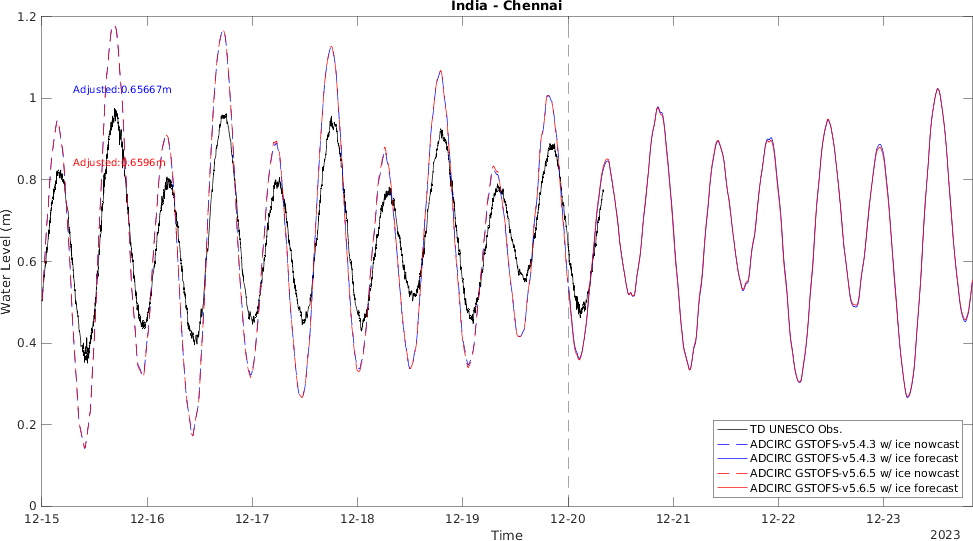 India - Chennai
1.2
1
0.8
0.6
0.4
0.2
0
Water Level (m)
Adjusted:0.65667m
Adjusted:0.6596m
TD UNESCO Obs.
ADCIRC GSTOFS-v5.4.3 w/ ice nowcast
ADCIRC GSTOFS-v5.4.3 w/ ice forecast
ADCIRC GSTOFS-v5.6.5 w/ ice nowcast
ADCIRC GSTOFS-v5.6.5 w/ ice forecast
12-15 12-16 12-17 12-18 12-19 12-20 12-21 12-22 12-23
Time
2023